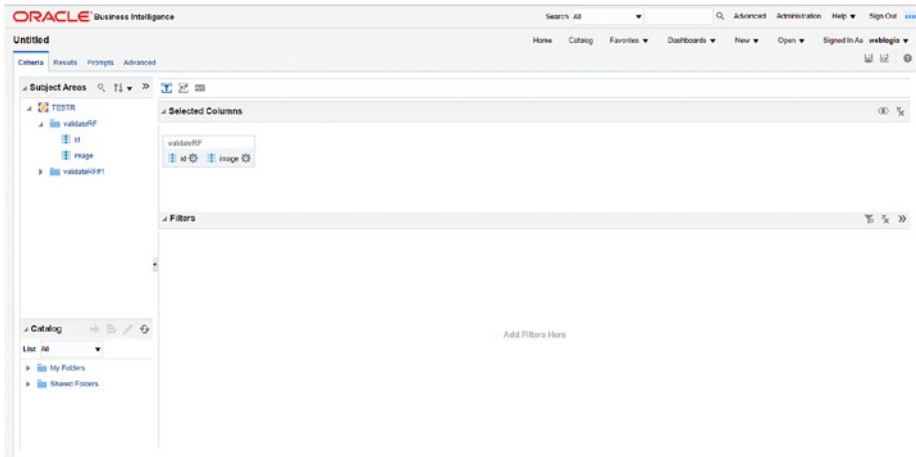 ORACLE Business Intelligence
Search All
Advanced Administration Help Sign Out
Untitled
Home Catalog Favorites Dashboards New Open Signed In As weblogic
Criteria Results Prompts Advanced
Subject Areas
TESTR
validateRF
id
image
validateRF#1
Selected Columns
validateRF
id image
Filters
Add Filters Here
Catalog
List All
My Folders
Shared Folders